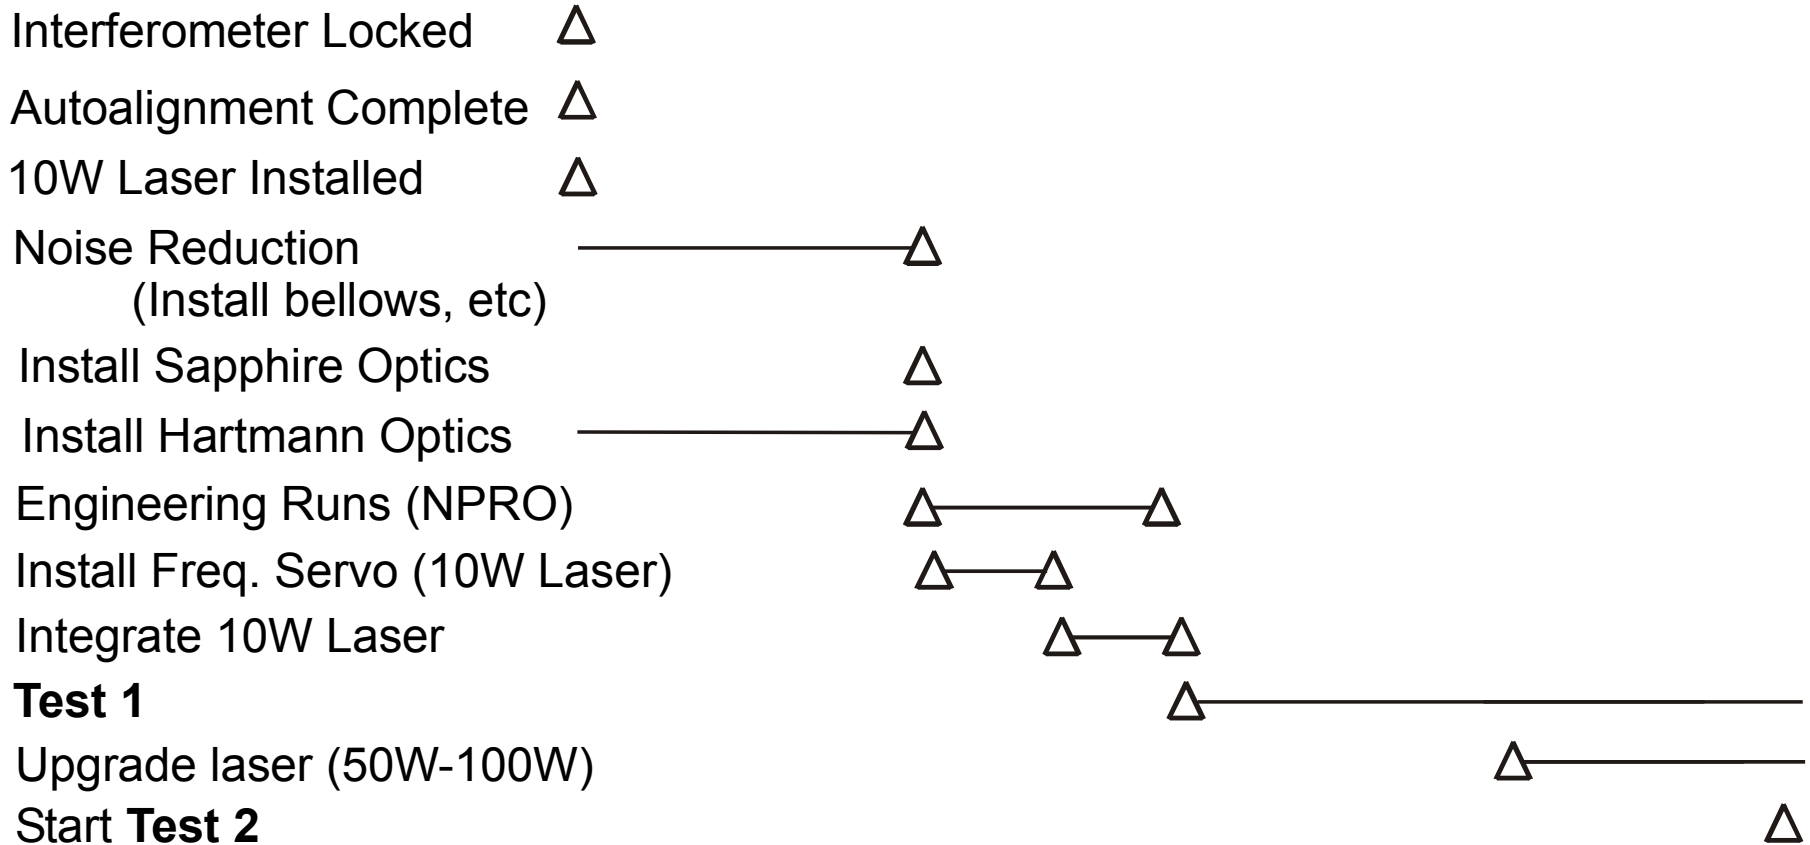 Interferometer Locked
Autoalignment Complete
10W Laser Installed
Noise Reduction
(Install bellows, etc)
Install Sapphire Optics
Install Hartmann Optics
Engineering Runs (NPRO)
Install Freq. Servo (10W Laser)
Integrate 10W Laser
Test 1
Upgrade laser (50W-100W)
Start Test 2